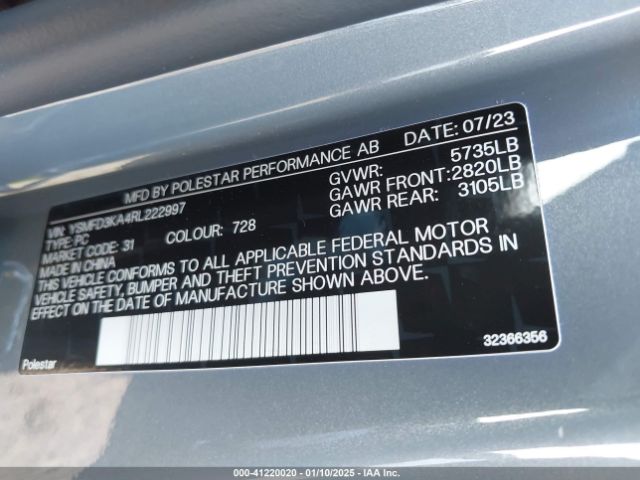 MFD BY POLESTAR PERFORMANCE AB DATE: 07/23
VIN: YSMFD3KA4RL222997 GVWR: 5735LB
TYPE: PC GAWR FRONT: 2820LB
MARKET CODE: 31 COLOUR: 728 GAWR REAR: 3105LB
MADE IN CHINA
THIS VEHICLE CONFORMS TO ALL APPLICABLE FEDERAL MOTOR
VEHICLE SAFETY, BUMPER AND THEFT PREVENTION STANDARDS IN
EFFECT ON THE DATE OF MANUFACTURE SHOWN ABOVE.
Polestar 32366356
000-41220020 - 01/10/2025 - IAA Inc.